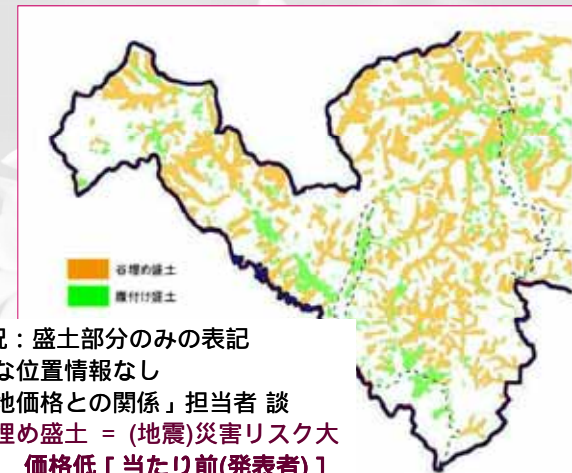 谷埋め盛土
腹付け盛土
況：盛土部分のみの表記
な位置情報なし
地価格との関係」担当者 談
埋め盛土 = (地震)災害リスク大
価格低 [ 当たり前(発表者) ]